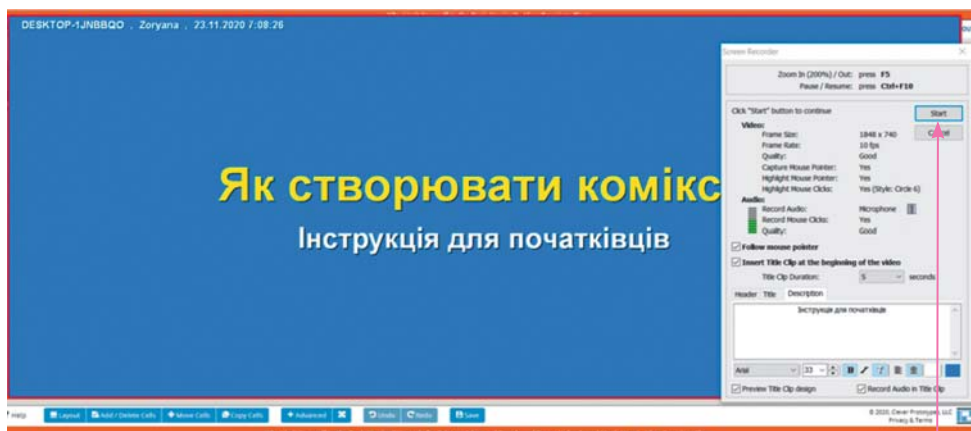 DESKTOP-1JNBBQO , Zoryana , 23.11.2020 7:08:26
Як створювати комікс
Інструкція для початківців
Screen Recorder
Zoom In (200%) / Out: press F5
Pause / Resume: press Ctrl+F10
Click "Start" button to continue
Start
Video:
Frame Size: 1848 x 740
Frame Rate: 10 fps
Quality: Good
Capture Mouse Pointer: Yes
Highlight Mouse Pointer: Yes
Highlight Mouse Clicks: Yes (Style: Circle-6)
Cancel
Audio:
Record Audio: Microphone
Record Mouse Clicks: Yes
Quality: Good
Follow mouse pointer
Insert Title Clip at the beginning of the video
Title Clip Duration: 5 seconds
Header Title Description
Інструкція для початківців
Arial 33 B I T
Preview Title Clip design Record Audio in Title Clip
Help Layout Add / Delete Cells Move Cells Copy Cells Advanced Undo Redo Save
© 2020, Clever Prototypes, LLC
Privacy & Terms